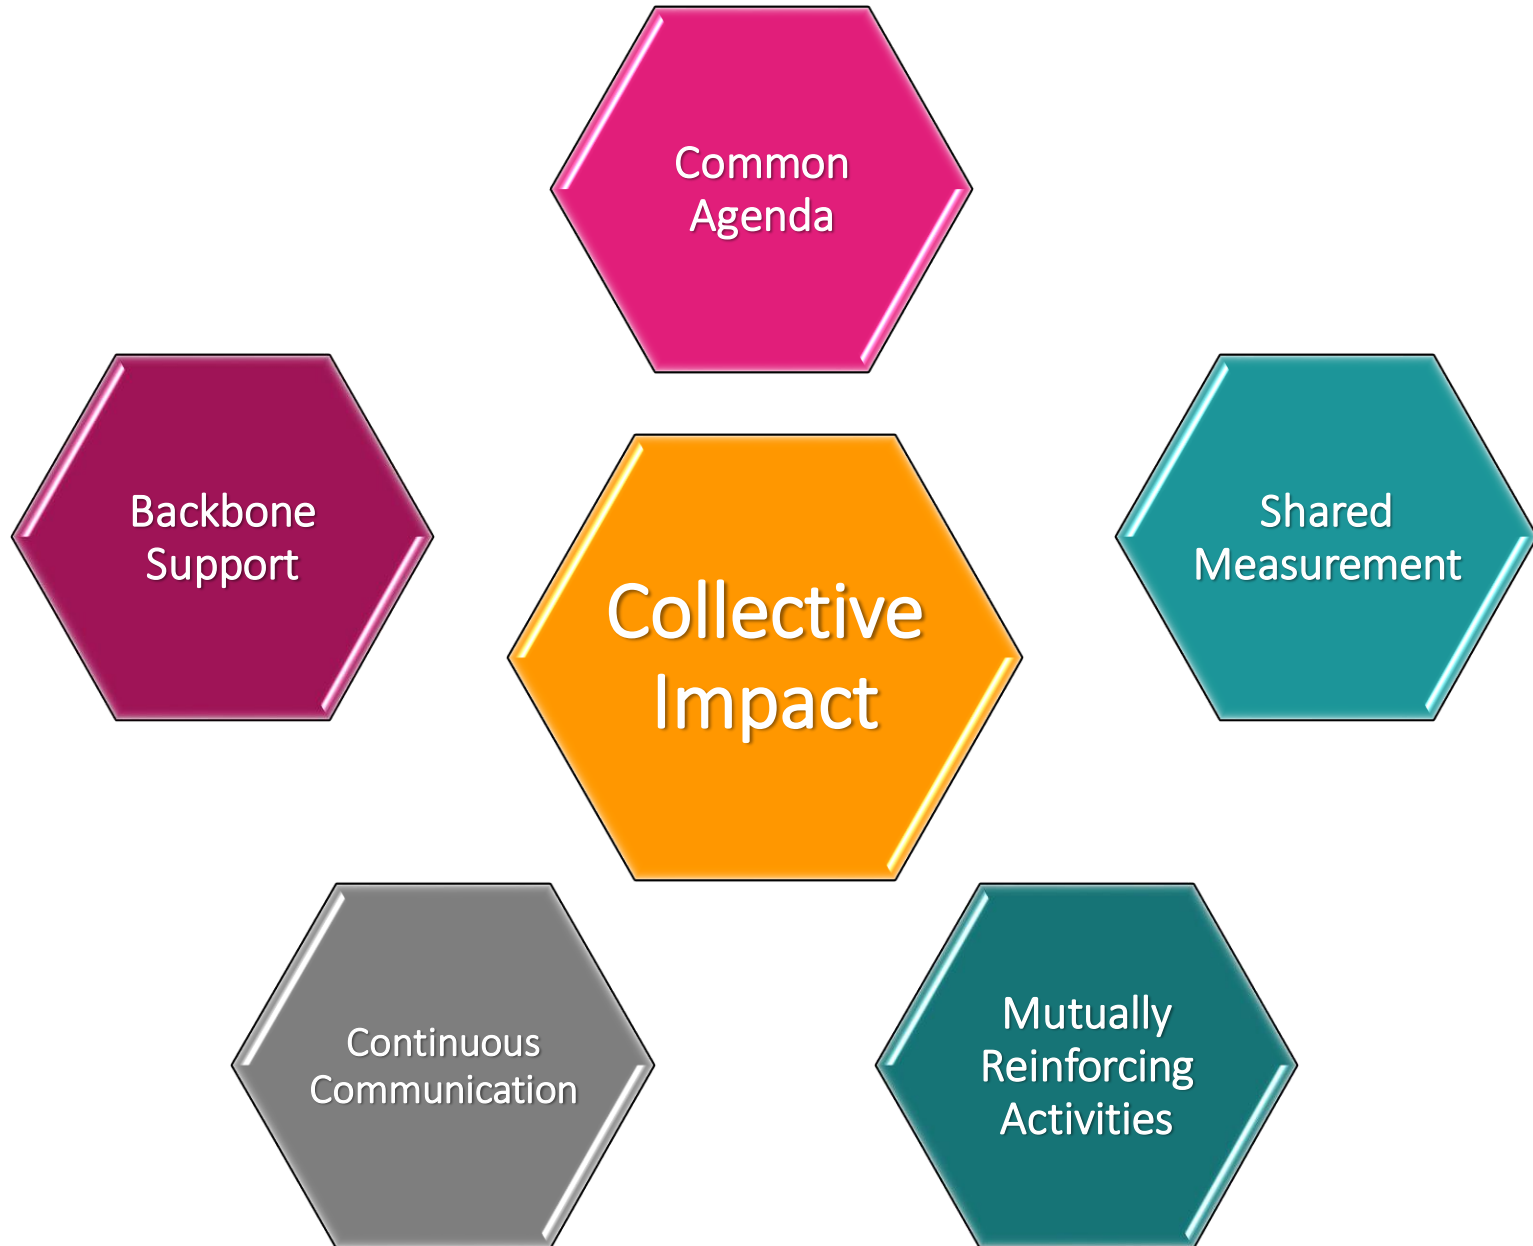 Common
Agenda
Backbone
Support
Shared
Measurement
Collective
Impact
Continuous
Communication
Mutually
Reinforcing
Activities